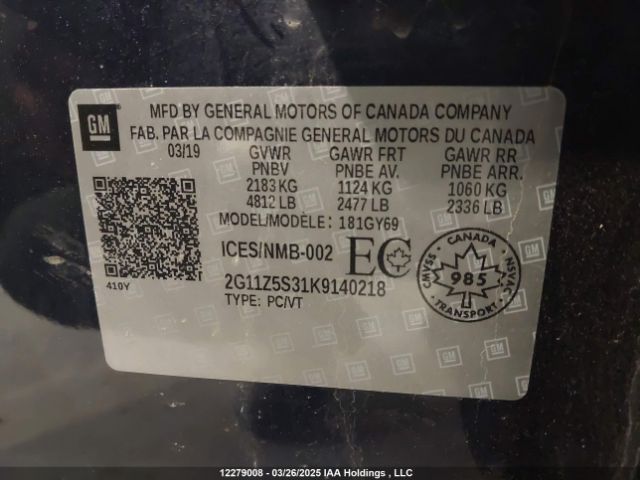 GM
MFD BY GENERAL MOTORS OF CANADA COMPANY
FAB. PAR LA COMPAGNIE GENERAL MOTORS DU CANADA
03/19 GVWR GAWR FRT GAWR RR
PNBV PNBE AV. PNBE ARR.
2183 KG 1124 KG 1060 KG
4812 LB 2477 LB 2336 LB
MODEL/MODÈLE: 181GY69
ICES/NMB-002 EC
CANADA
CMVSS 985 NSVAC
TRANSPORT
410Y
2G11Z5S31K9140218
TYPE: PC/VT
12279008 - 03/26/2025 IAA Holdings , LLC